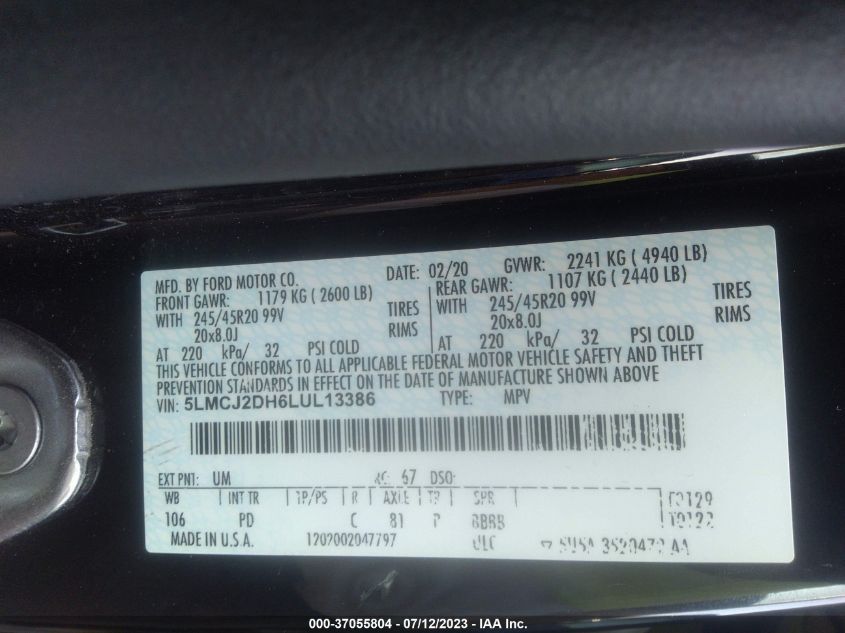 MFD. BY FORD MOTOR CO.
DATE: 02/20 GVWR: 2241 KG ( 4940 LB)
FRONT GAWR: 1179 KG ( 2600 LB)
WITH 245/45R20 99V TIRES
20x8.0J RIMS
AT 220 kPa/ 32 PSI COLD
REAR GAWR: 1107 KG ( 2440 LB)
WITH 245/45R20 99V TIRES
20x8.0J RIMS
AT 220 kPa/ 32 PSI COLD
THIS VEHICLE CONFORMS TO ALL APPLICABLE FEDERAL MOTOR VEHICLE SAFETY AND THEFT
PREVENTION STANDARDS IN EFFECT ON THE DATE OF MANUFACTURE SHOWN ABOVE
VIN: 5LMCJ2DH6LUL13386 TYPE: MPV
EXT PNT: UM RC: 67 DSO:
WB INT TR TP/PS R AXLE TR SPR
106 PD C 81 P BBBB
MADE IN U.S.A. 1202002047797
000-37055804 - 07/12/2023 - IAA Inc.